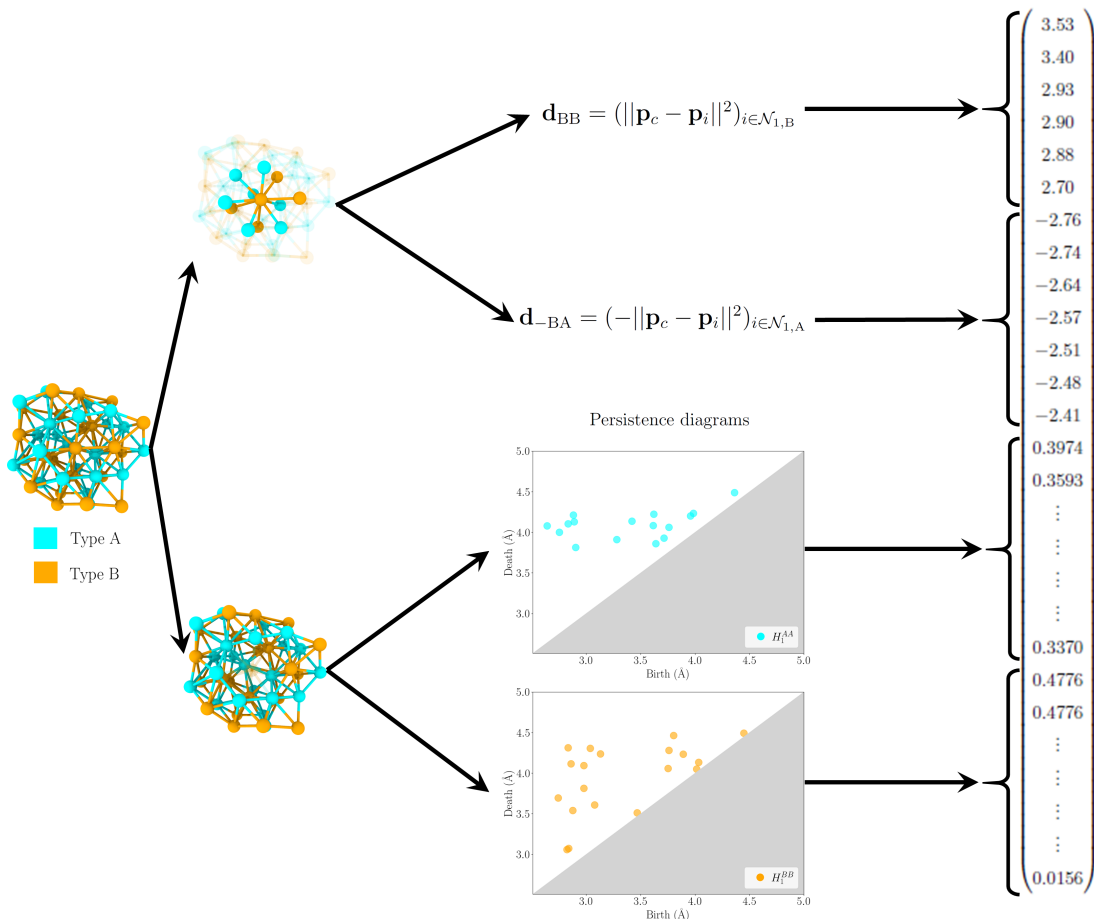 d_BB = (||p_c − p_i||²)_{i∈𝒩_{1,B}}
d_{−BA} = (−||p_c − p_i||²)_{i∈𝒩_{1,A}}
Type A
Type B
Persistence diagrams
5.0
4.5
4.0
3.5
3.0
Death (Å)
H_i^{AA}
3.0 3.5 4.0 4.5 5.0
Birth (Å)
5.0
4.5
4.0
3.5
3.0
Death (Å)
H_i^{BB}
3.0 3.5 4.0 4.5 5.0
Birth (Å)
3.53
3.40
2.93
2.90
2.88
2.70
−2.76
−2.74
−2.64
−2.57
−2.51
−2.48
−2.41
0.3974
0.3593
⋮
⋮
⋮
⋮
0.3370
0.4776
0.4776
⋮
⋮
⋮
⋮
0.0156